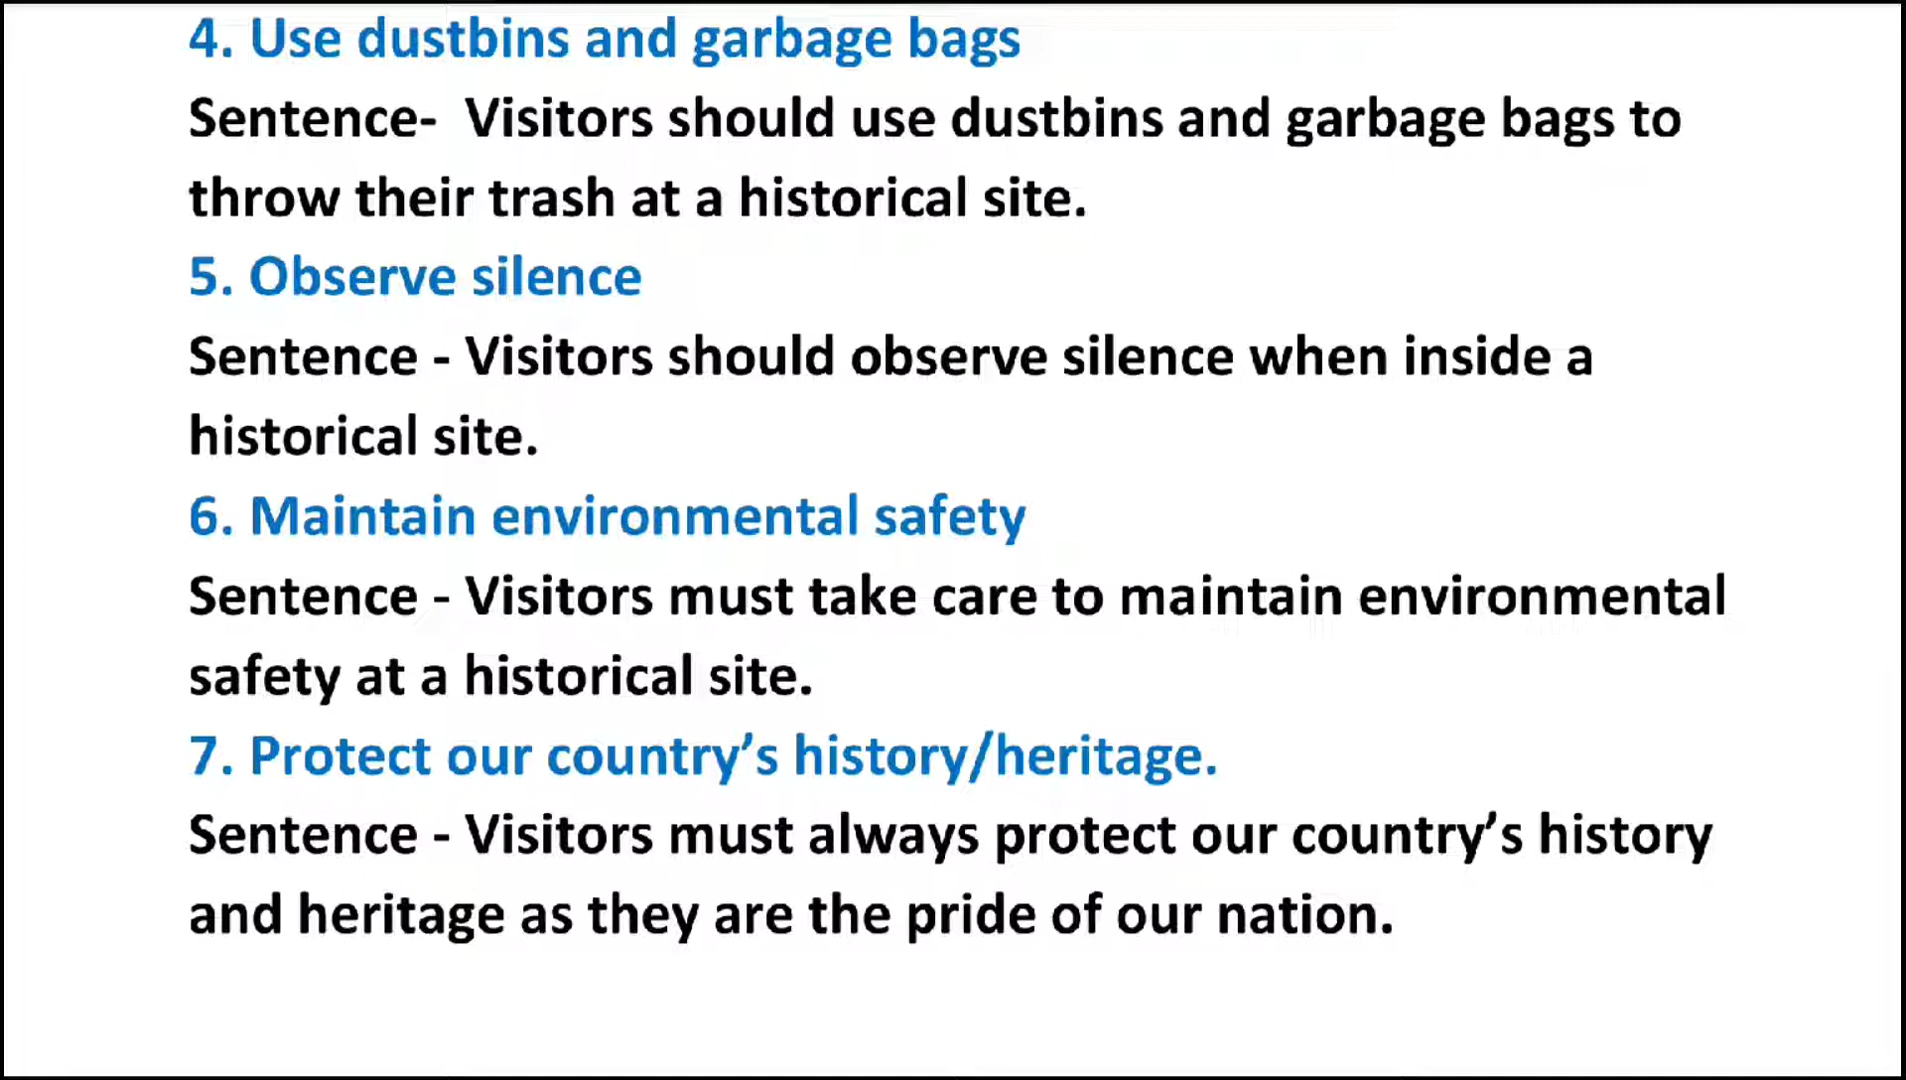 4. Use dustbins and garbage bags
Sentence-  Visitors should use dustbins and garbage bags to
throw their trash at a historical site.
5. Observe silence
Sentence - Visitors should observe silence when inside a
historical site.
6. Maintain environmental safety
Sentence - Visitors must take care to maintain environmental
safety at a historical site.
7. Protect our country’s history/heritage.
Sentence - Visitors must always protect our country’s history
and heritage as they are the pride of our nation.